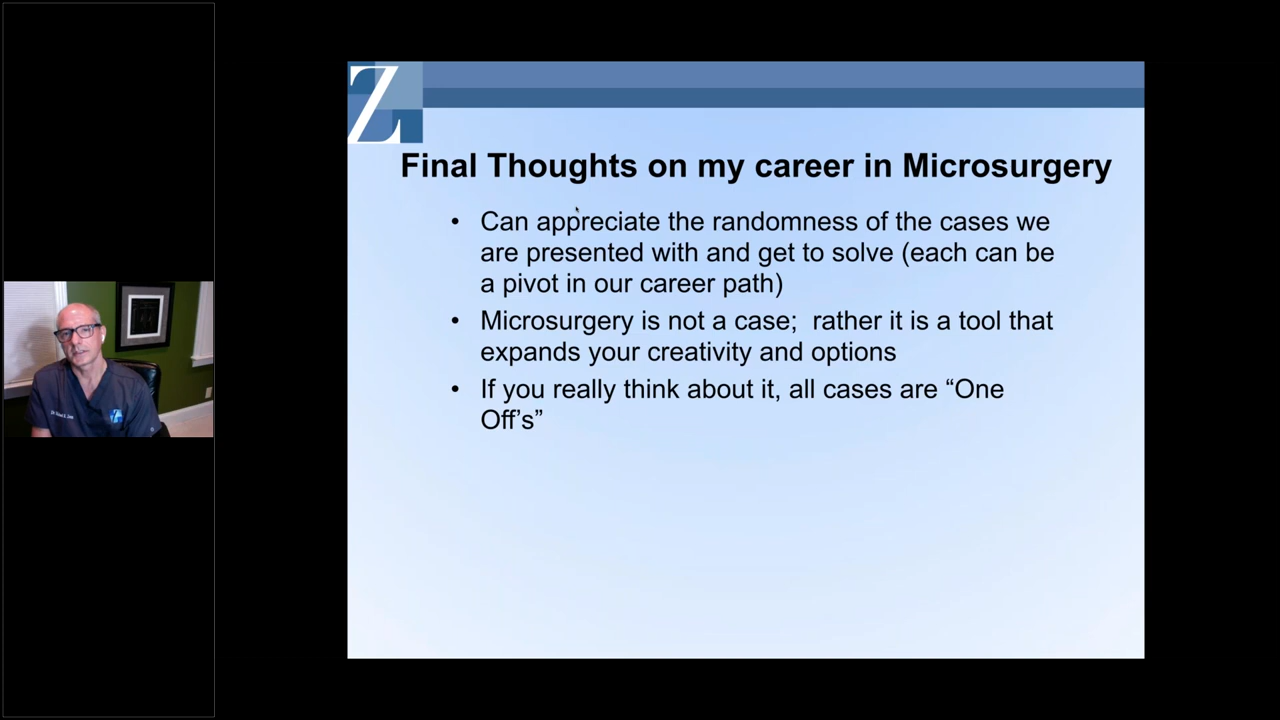 Z
Final Thoughts on my career in Microsurgery
• Can appreciate the randomness of the cases we
are presented with and get to solve (each can be
a pivot in our career path)
• Microsurgery is not a case;  rather it is a tool that
expands your creativity and options
• If you really think about it, all cases are “One
Off’s”